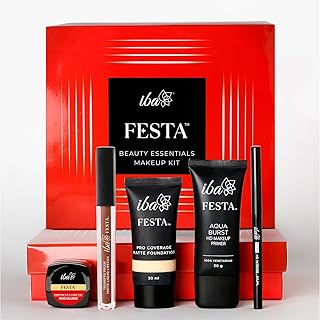 iba
FESTA™
BEAUTY ESSENTIALS
MAKEUP KIT
iba
FESTA
iba
FESTA
PRO COVERAGE
MATTE FOUNDATION
30 ml
iba
FESTA
AQUA
BURST
HD MAKEUP
PRIMER
100% VEGETARIAN
30 g
iba
FESTA